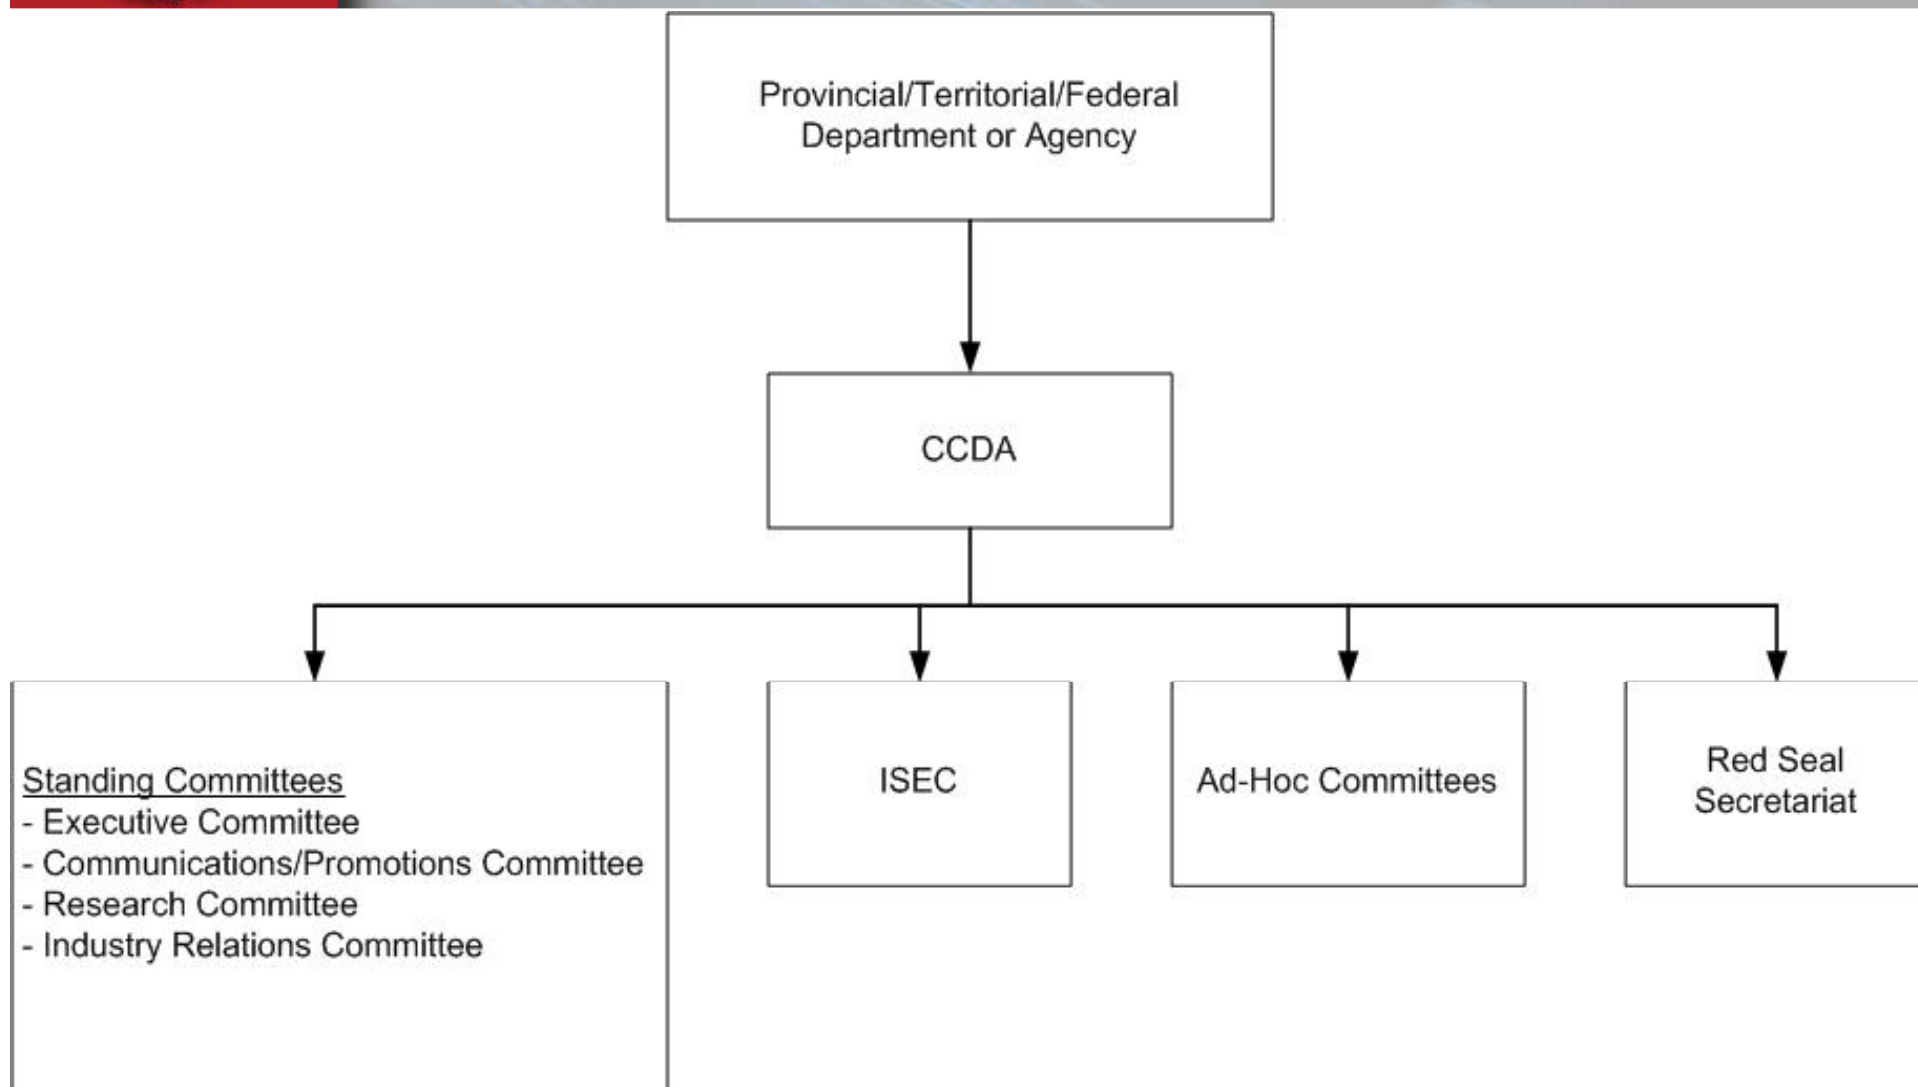 Provincial/Territorial/Federal
Department or Agency
CCDA
Standing Committees
- Executive Committee
- Communications/Promotions Committee
- Research Committee
- Industry Relations Committee
ISEC
Ad-Hoc Committees
Red Seal
Secretariat